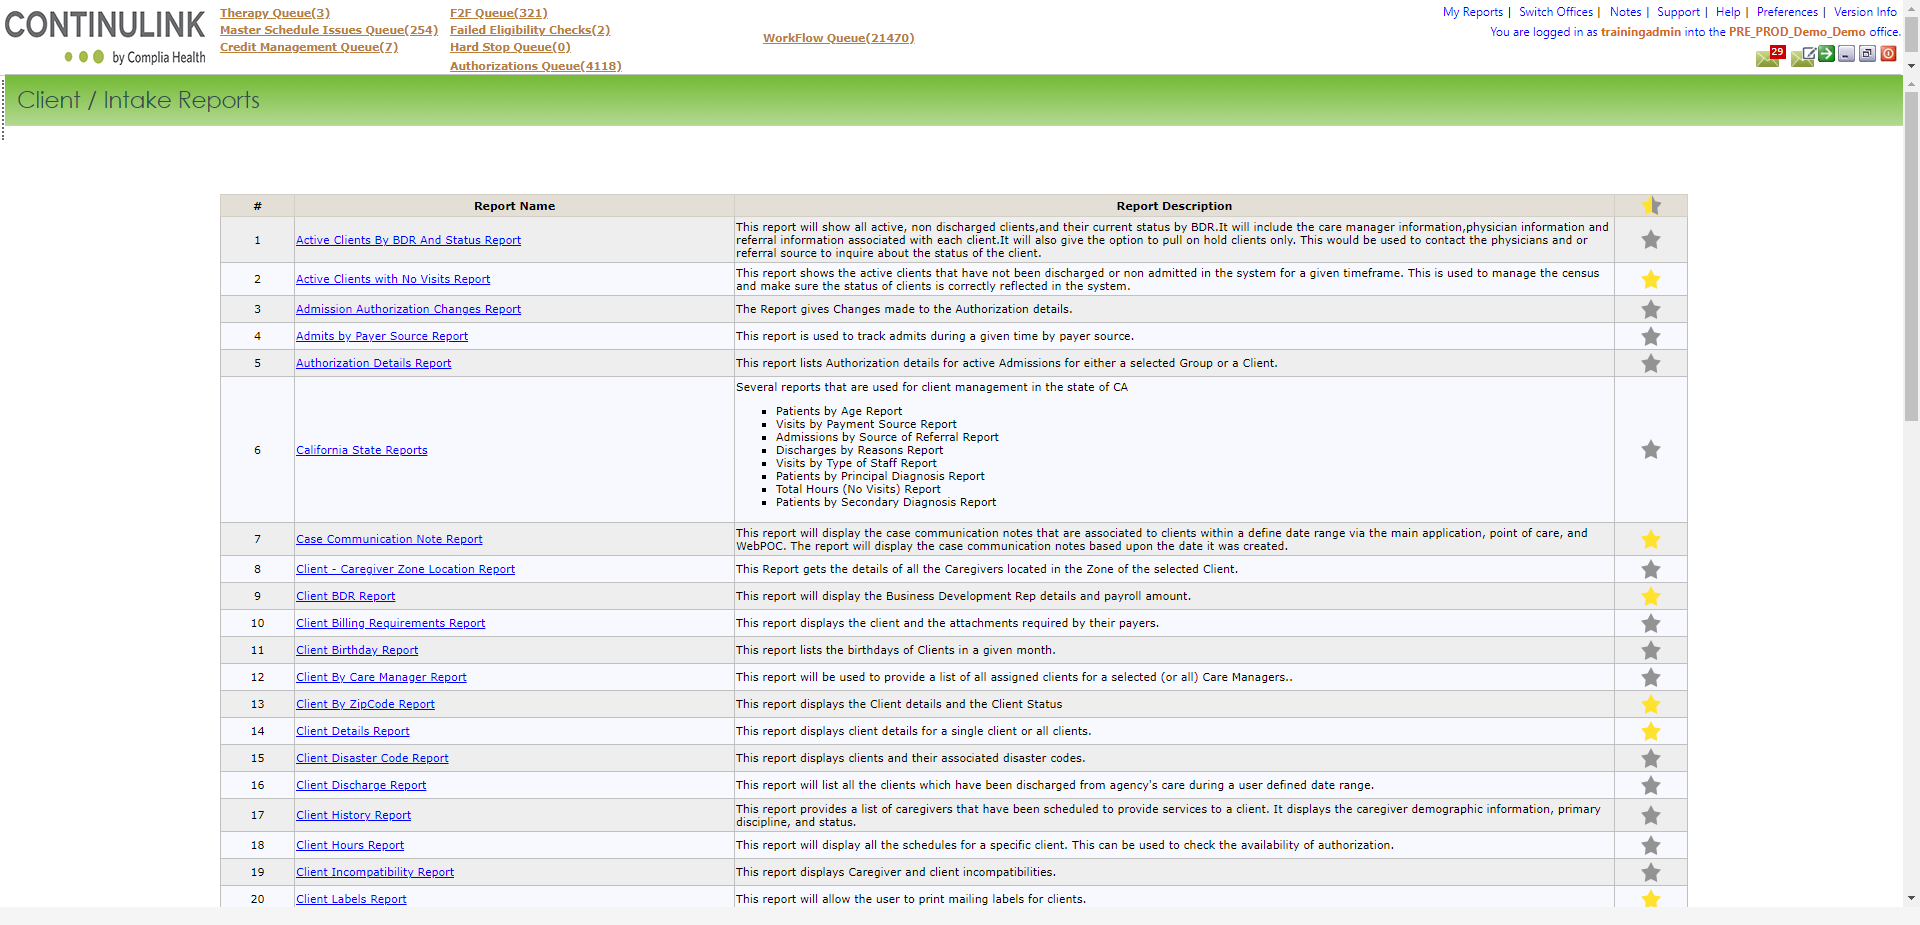 CONTINULINK
by Complia Health
Therapy Queue(3)
Master Schedule Issues Queue(254)
Credit Management Queue(7)
F2F Queue(321)
Failed Eligibility Checks(2)
Hard Stop Queue(0)
Authorizations Queue(4118)
WorkFlow Queue(21470)
My Reports | Switch Offices | Notes | Support | Help | Preferences | Version Info
You are logged in as trainingadmin into the PRE_PROD_Demo_Demo office.
29
Client / Intake Reports
# Report Name Report Description
1 Active Clients By BDR And Status Report
This report will show all active, non discharged clients,and their current status by BDR.It will include the care manager information,physician information and
referral information associated with each client.It will also give the option to pull on hold clients only. This would be used to contact the physicians and or
referral source to inquire about the status of the client.
2 Active Clients with No Visits Report
This report shows the active clients that have not been discharged or non admitted in the system for a given timeframe. This is used to manage the census
and make sure the status of clients is correctly reflected in the system.
3 Admission Authorization Changes Report The Report gives Changes made to the Authorization details.
4 Admits by Payer Source Report This report is used to track admits during a given time by payer source.
5 Authorization Details Report This report lists Authorization details for active Admissions for either a selected Group or a Client.
6 California State Reports
Several reports that are used for client management in the state of CA
Patients by Age Report
Visits by Payment Source Report
Admissions by Source of Referral Report
Discharges by Reasons Report
Visits by Type of Staff Report
Patients by Principal Diagnosis Report
Total Hours (No Visits) Report
Patients by Secondary Diagnosis Report
7 Case Communication Note Report
This report will display the case communication notes that are associated to clients within a define date range via the main application, point of care, and
WebPOC. The report will display the case communication notes based upon the date it was created.
8 Client - Caregiver Zone Location Report This Report gets the details of all the Caregivers located in the Zone of the selected Client.
9 Client BDR Report This report will display the Business Development Rep details and payroll amount.
10 Client Billing Requirements Report This report displays the client and the attachments required by their payers.
11 Client Birthday Report This report lists the birthdays of Clients in a given month.
12 Client By Care Manager Report This report will be used to provide a list of all assigned clients for a selected (or all) Care Managers..
13 Client By ZipCode Report This report displays the Client details and the Client Status
14 Client Details Report This report displays client details for a single client or all clients.
15 Client Disaster Code Report This report displays clients and their associated disaster codes.
16 Client Discharge Report This report will list all the clients which have been discharged from agency's care during a user defined date range.
17 Client History Report
This report provides a list of caregivers that have been scheduled to provide services to a client. It displays the caregiver demographic information, primary
discipline, and status.
18 Client Hours Report This report will display all the schedules for a specific client. This can be used to check the availability of authorization.
19 Client Incompatibility Report This report displays Caregiver and client incompatibilities.
20 Client Labels Report This report will allow the user to print mailing labels for clients.